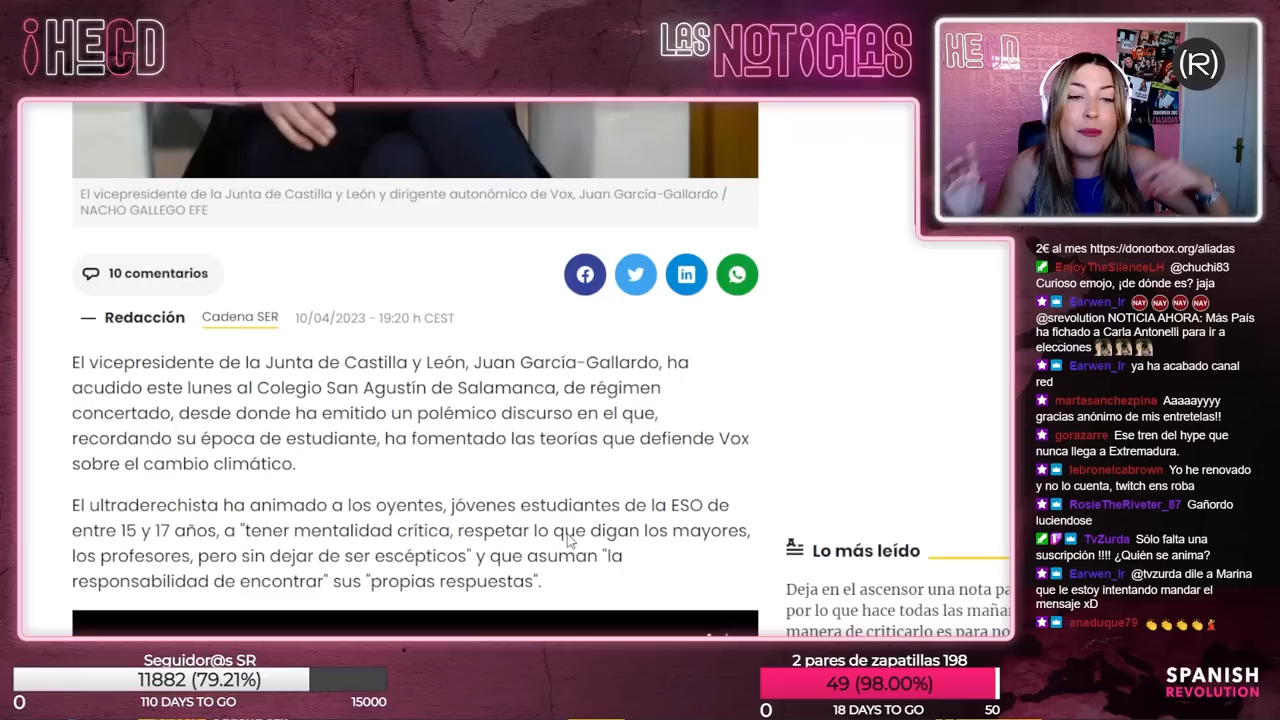 ¡HECD
LAS NOTICIAS
HECD
(R)
El vicepresidente de la Junta de Castilla y León y dirigente autonómico de Vox, Juan García-Gallardo /
NACHO GALLEGO EFE
10 comentarios
— Redacción Cadena SER 10/04/2023 - 19:20 h CEST
El vicepresidente de la Junta de Castilla y León, Juan García-Gallardo, ha
acudido este lunes al Colegio San Agustín de Salamanca, de régimen
concertado, desde donde ha emitido un polémico discurso en el que,
recordando su época de estudiante, ha fomentado las teorías que defiende Vox
sobre el cambio climático.
El ultraderechista ha animado a los oyentes, jóvenes estudiantes de la ESO de
entre 15 y 17 años, a "tener mentalidad crítica, respetar lo que digan los mayores,
los profesores, pero sin dejar de ser escépticos" y que asuman "la
responsabilidad de encontrar" sus "propias respuestas".
Lo más leído
Deja en el ascensor una nota pa
por lo que hace todas las maña
manera de criticarlo es para no
2€ al mes https://donorbox.org/aliadas
EnjoyTheSilenceLH @chuchi83
Curioso emojo, ¡de dónde es? jaja
Earwen_lr NAY NAY NAY NAY
@srevolution NOTICIA AHORA: Más País
ha fichado a Carla Antonelli para ir a
elecciones
Earwen_lr ya ha acabado canal
red
martasanchezpina Aaaaayyyy
gracias anónimo de mis entretelas!!
gorazarre Ese tren del hype que
nunca llega a Extremadura.
lebronelcabrown Yo he renovado
y no lo cuenta, twitch ens roba
RosieTheRiveter_87 Gañordo
luciendose
TvZurda Sólo falta una
suscripción !!!! ¿Quién se anima?
Earwen_lr @tvzurda dile a Marina
que le estoy intentando mandar el
mensaje xD
anaduque79
Seguidor@s SR
11882 (79.21%)
0 110 DAYS TO GO 15000
2 pares de zapatillas 198
49 (98.00%)
0 18 DAYS TO GO 50
SPANISH
REVOLUTION